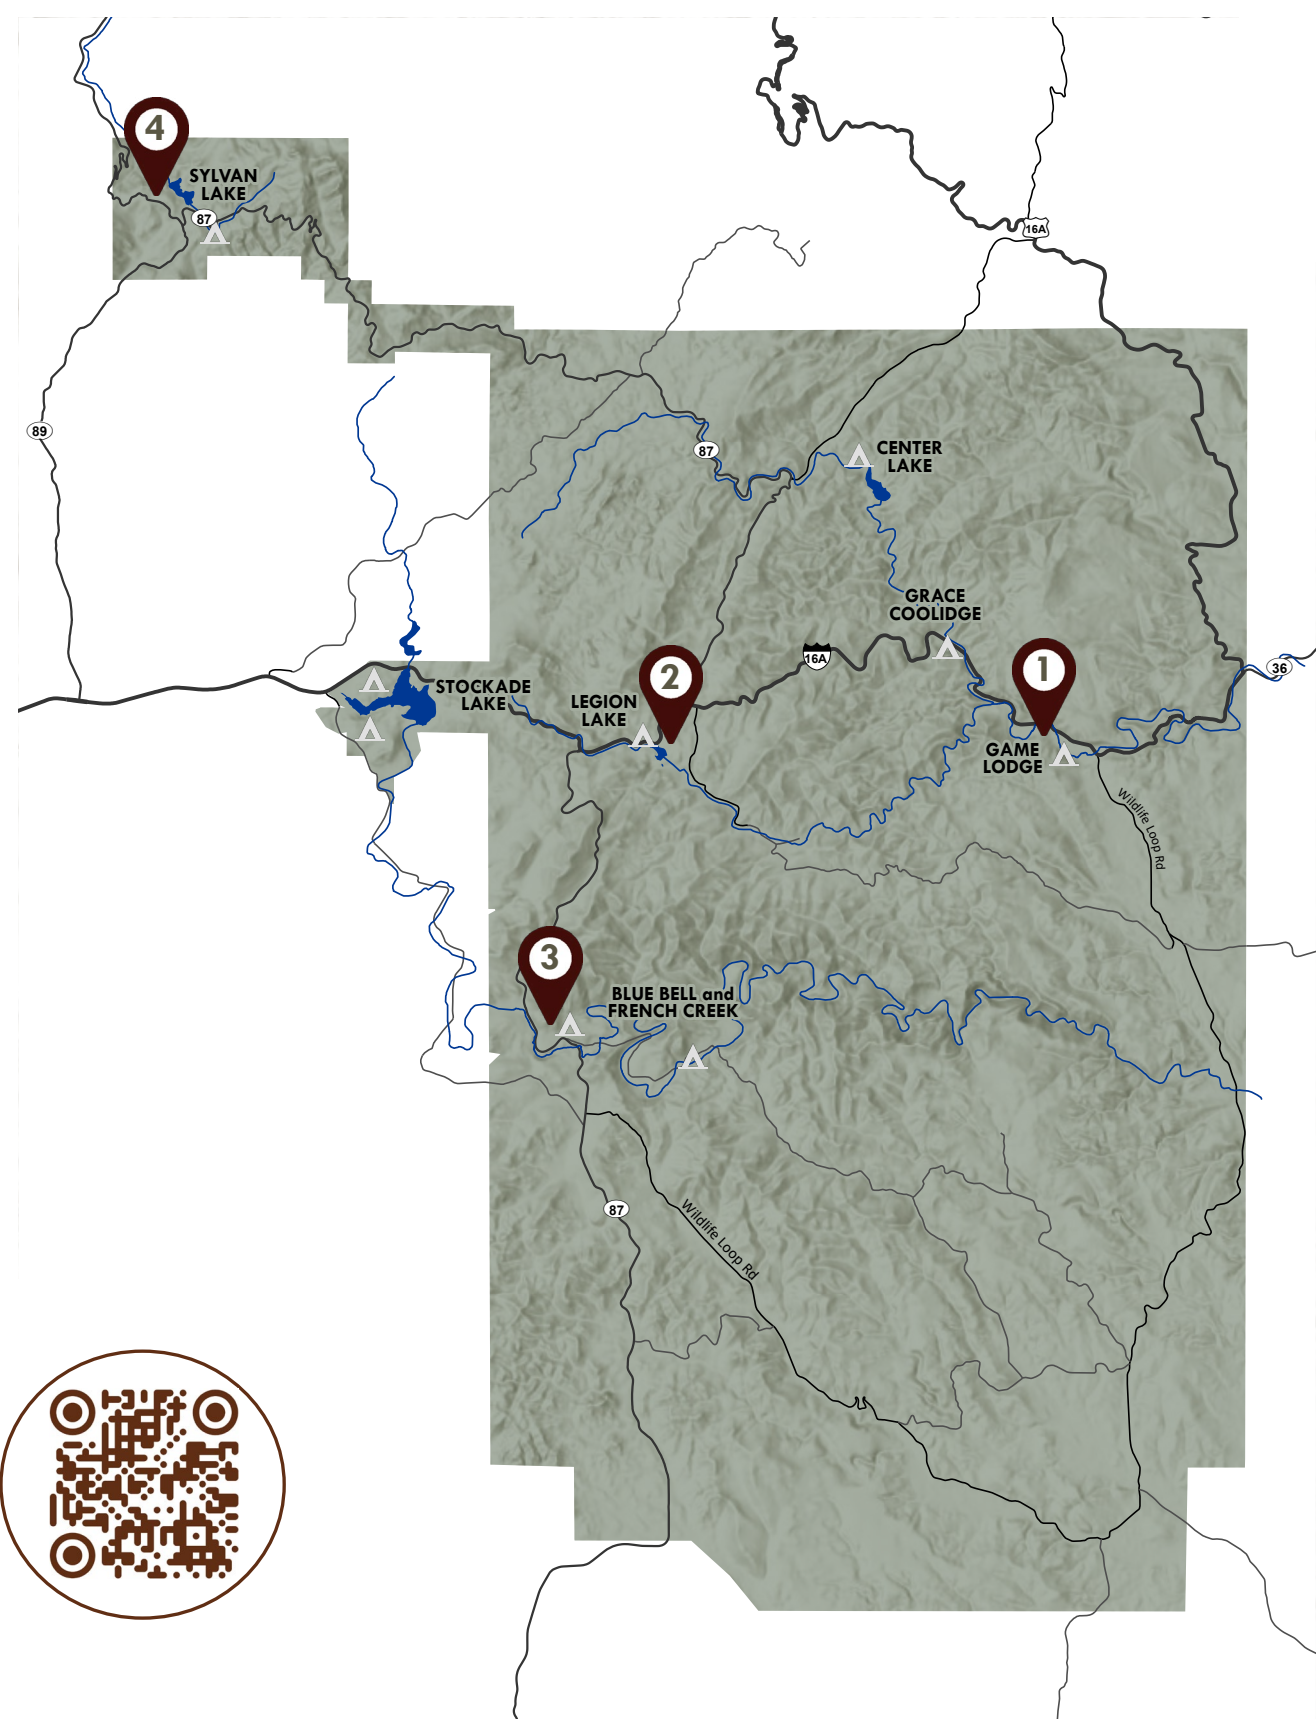 4
SYLVAN
LAKE
87
16A
89
87
CENTER
LAKE
GRACE
COOLIDGE
16A
1
36
2
STOCKADE
LAKE
LEGION
LAKE
GAME
LODGE
Wildlife Loop Rd
3
BLUE BELL and
FRENCH CREEK
87
Wildlife Loop Rd